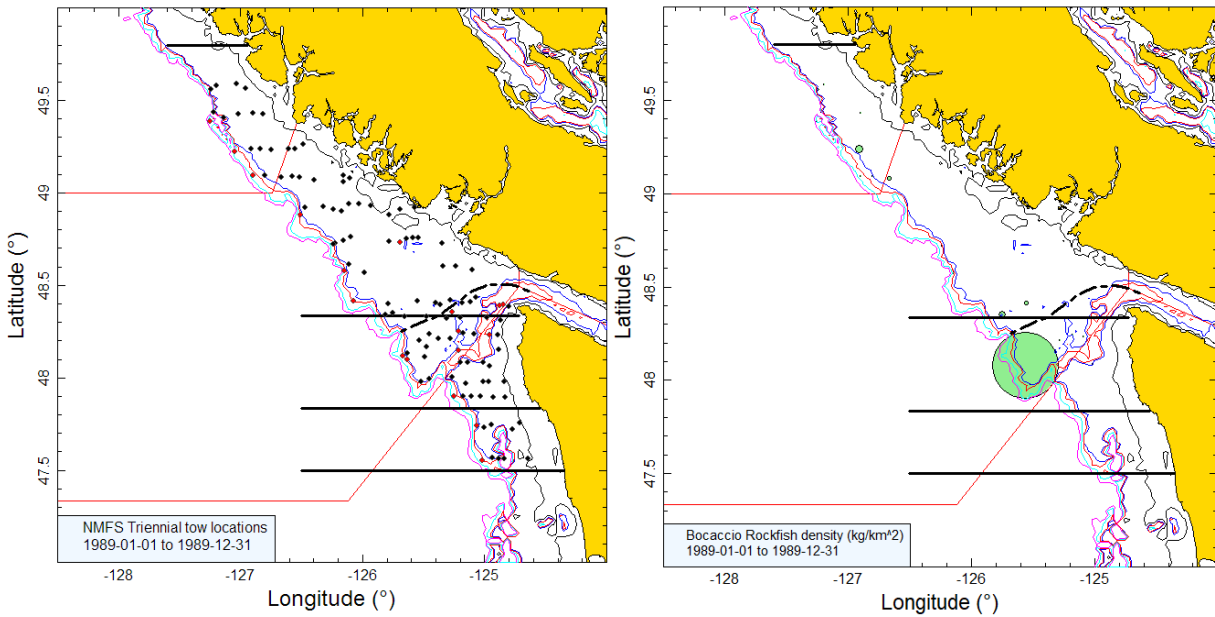 49.5
49
48.5
48
47.5
Latitude (°)
-128
-127
-126
-125
Longitude (°)
NMFS Triennial tow locations
1989-01-01 to 1989-12-31
49.5
49
48.5
48
47.5
Latitude (°)
-128
-127
-126
-125
Longitude (°)
Bocaccio Rockfish density (kg/km^2)
1989-01-01 to 1989-12-31